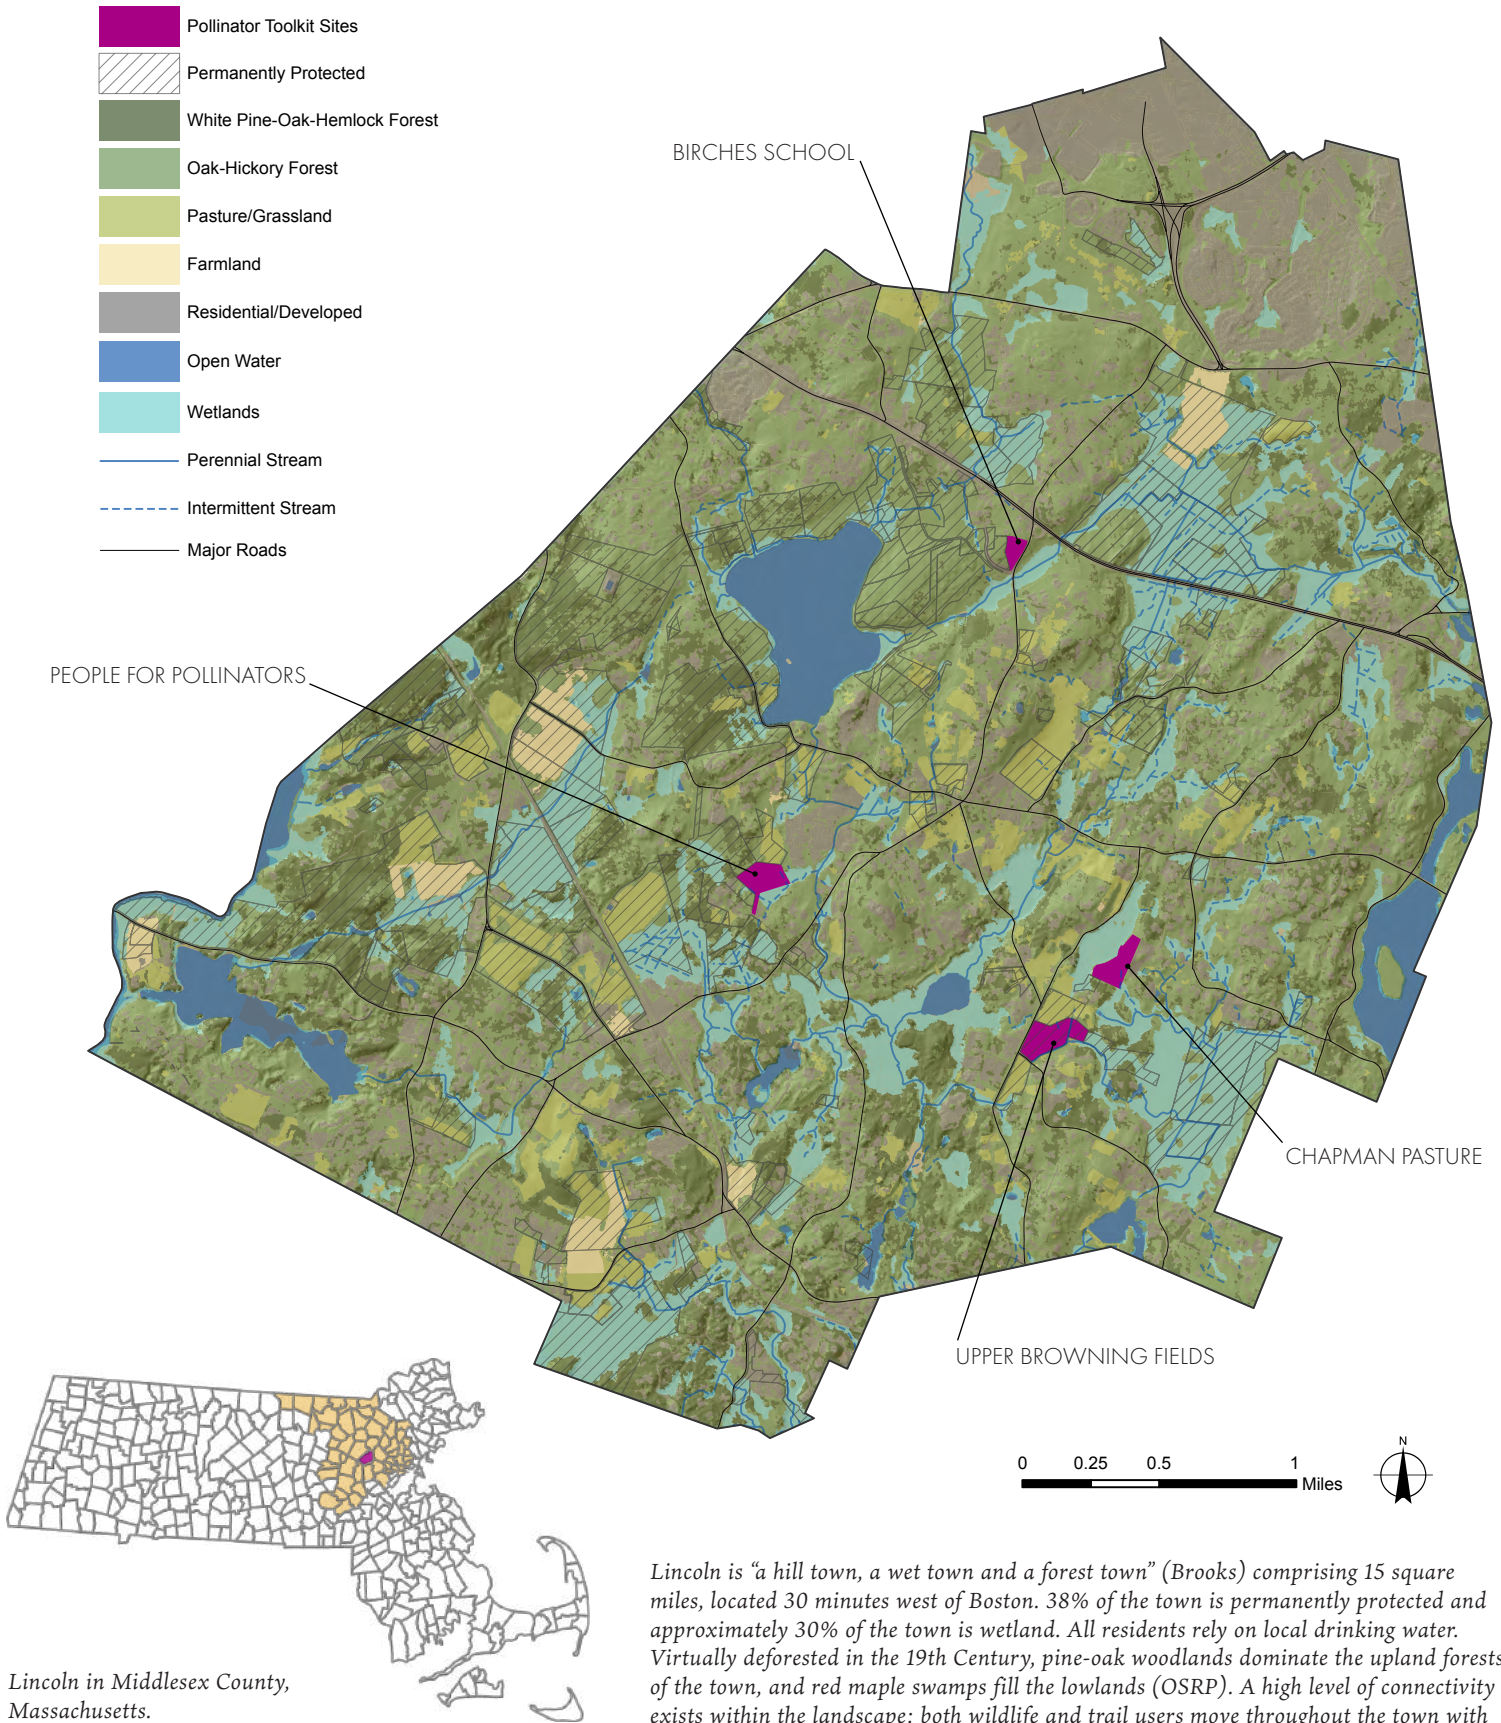 Pollinator Toolkit Sites
Permanently Protected
White Pine-Oak-Hemlock Forest
Oak-Hickory Forest
Pasture/Grassland
Farmland
Residential/Developed
Open Water
Wetlands
Perennial Stream
Intermittent Stream
Major Roads
BIRCHES SCHOOL
PEOPLE FOR POLLINATORS
CHAPMAN PASTURE
UPPER BROWNING FIELDS
0 0.25 0.5 1
Miles
N
Lincoln in Middlesex County,
Massachusetts.
Lincoln is “a hill town, a wet town and a forest town” (Brooks) comprising 15 square
miles, located 30 minutes west of Boston. 38% of the town is permanently protected and
approximately 30% of the town is wetland. All residents rely on local drinking water.
Virtually deforested in the 19th Century, pine-oak woodlands dominate the upland forests
of the town, and red maple swamps fill the lowlands (OSRP). A high level of connectivity
exists within the landscape; both wildlife and trail users move throughout the town with